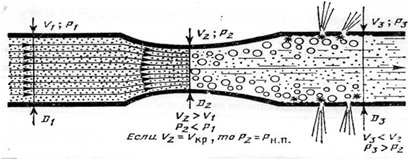 V₁; P₁
V₂; P₂
V₃; P₃
D₁
D₂
D₃
V₂ > V₁
P₂ < P₁
Если V₂ = Vкр, то P₂ = Pн.п.
V₃ < V₂
P₃ > P₂